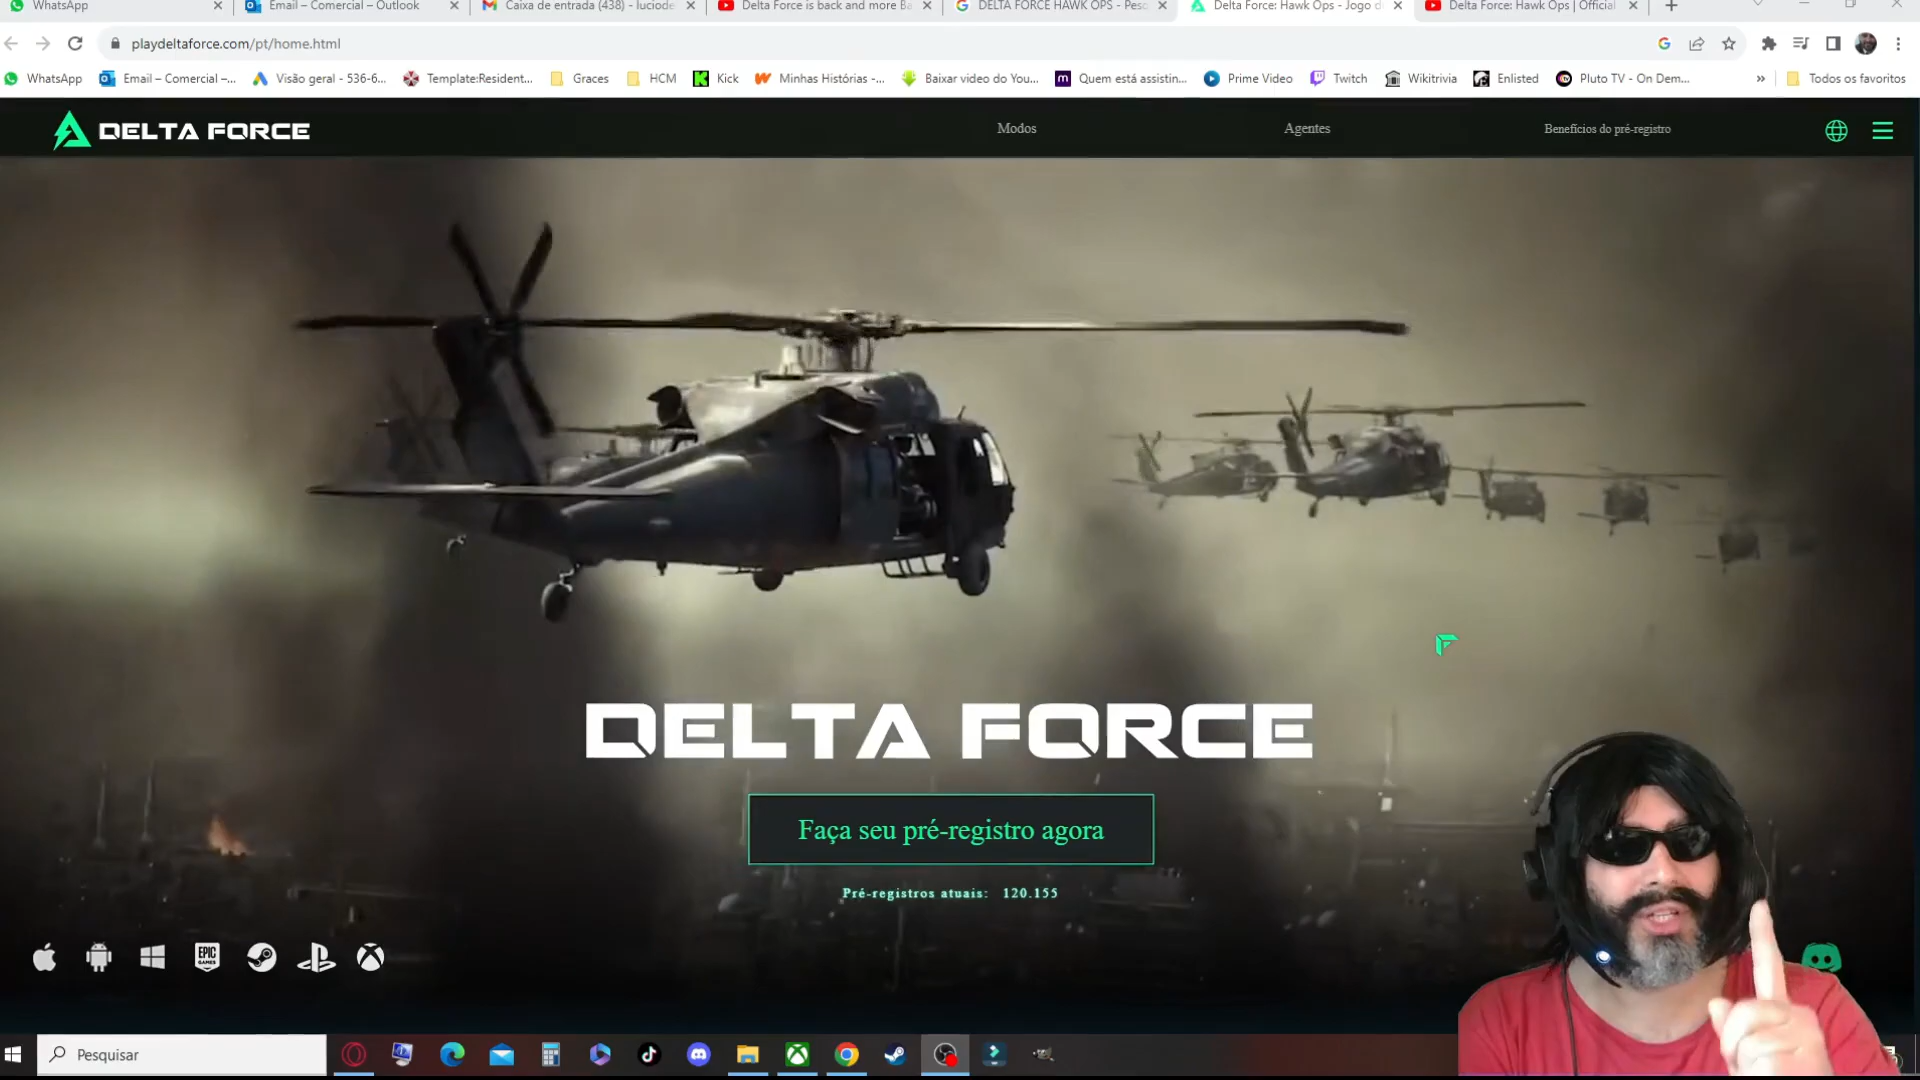 WhatsApp
Email – Comercial – Outlook
Caixa de entrada (438) - luciode
Delta Force is back and more Ba
DELTA FORCE HAWK OPS - Pesq
Delta Force: Hawk Ops - Jogo d
Delta Force: Hawk Ops | Official
playdeltaforce.com/pt/home.html
WhatsApp
Email – Comercial –...
Visão geral - 536-6...
Template:Resident...
Graces
HCM
Kick
Minhas Histórias -...
Baixar video do You...
Quem está assistin...
Prime Video
Twitch
Wikitrivia
Enlisted
Pluto TV - On Dem...
»
Todos os favoritos
DELTA FORCE
Modos
Agentes
Benefícios do pré-registro
DELTA FORCE
Faça seu pré-registro agora
Pré-registros atuais: 120.155
EPIC
GAMES
Pesquisar